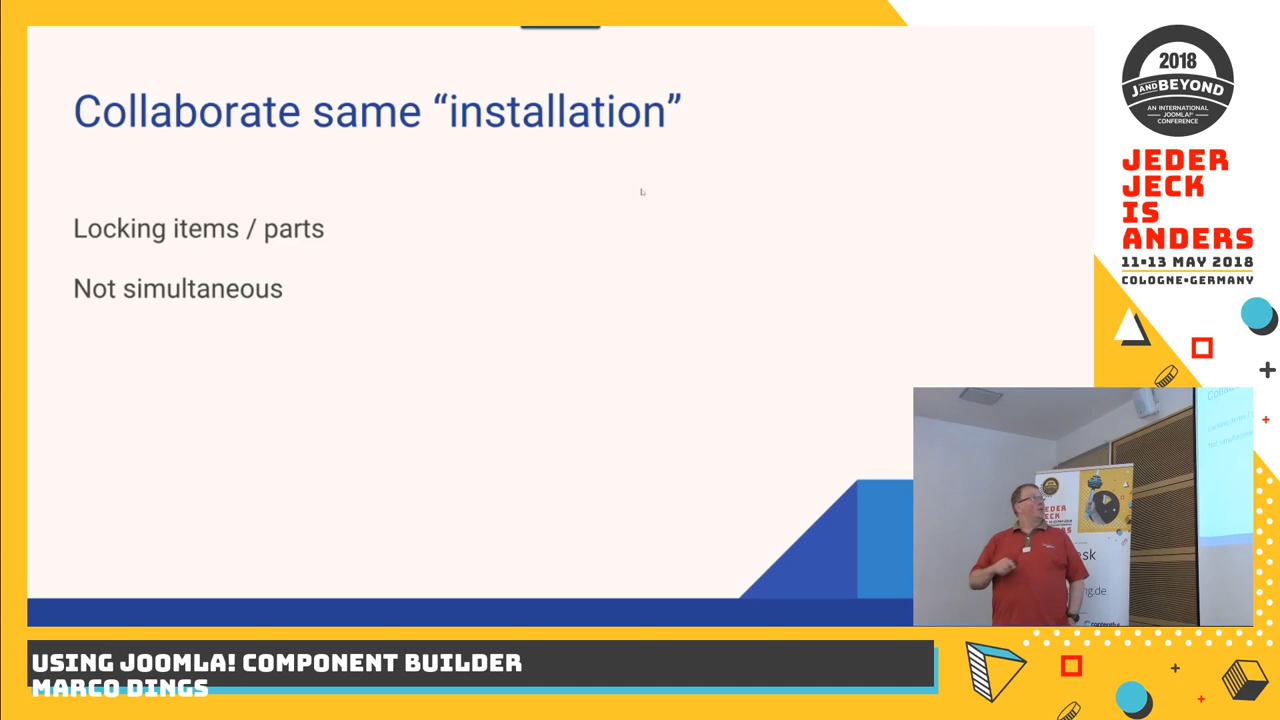 Collaborate same “installation”
Locking items / parts
Not simultaneous
2018
J AND BEYOND
AN INTERNATIONAL
JOOMLA!
CONFERENCE
JEDER
JECK
IS
ANDERS
11-13 MAY 2018
COLOGNE-GERMANY
USING JOOMLA! COMPONENT BUILDER
MARCO DINGS